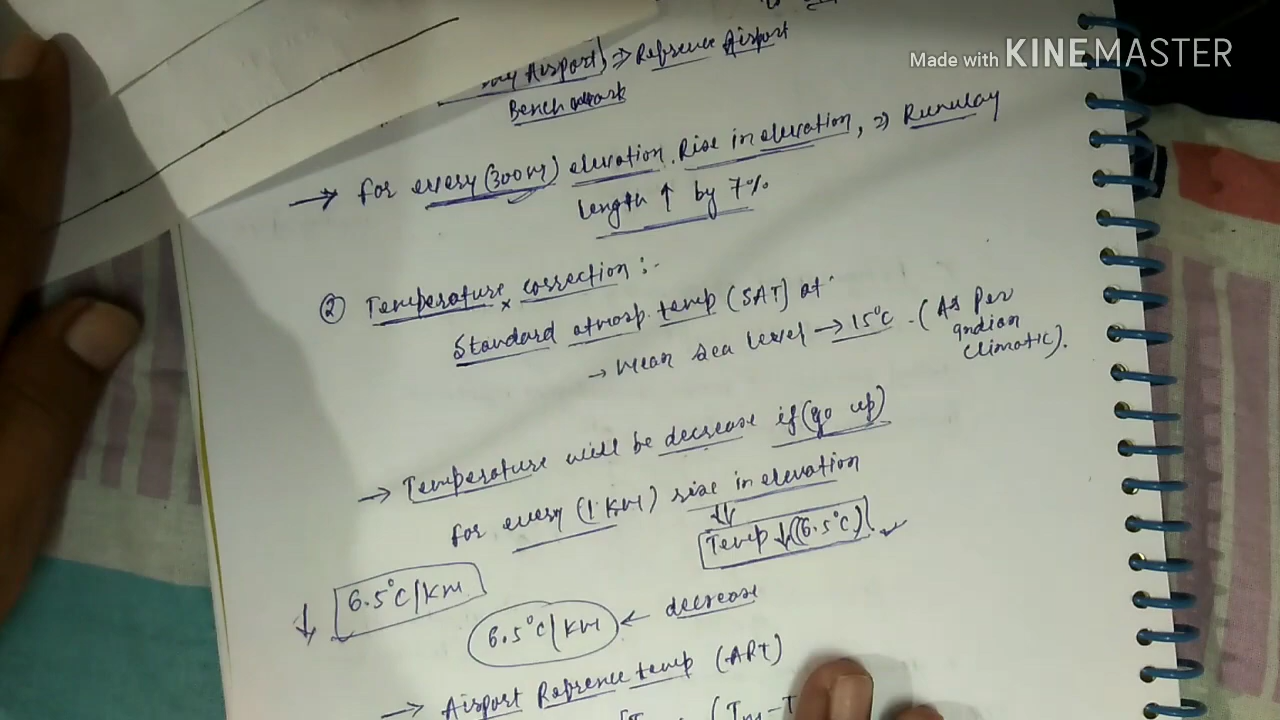 Made with KINEMASTER
Airport) ⇒ Refrence Airport
Bench mark
→ for every (300m) elevation. Rise in elevation, ⇒ Runway
length ↑ by 7%
② Temperature correction :-
Standard atmosp. temp (SAT) at
→ Mean sea level → 15°C. (As Per
indian
climatic).
→ Temperature will be decrease if (go up)
for every (1 KM) rise in elevation
↓↓
Temp ↓ (6.5°C)
↓ 6.5°C/KM
6.5°C/KM ← decrease
→ Airport Refrence temp (ART)